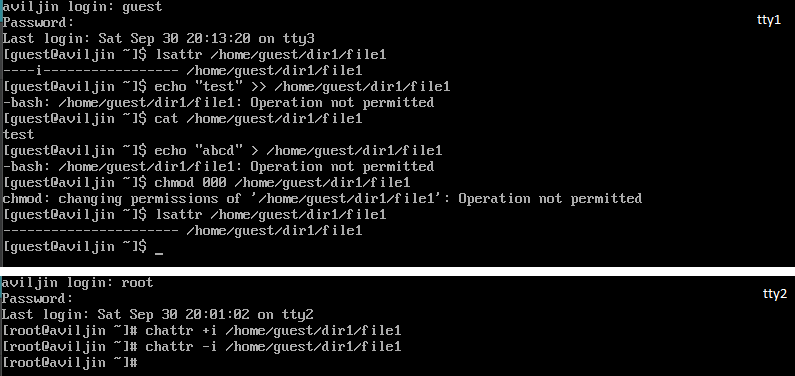 aviljin login: guest
tty1
Password:
Last login: Sat Sep 30 20:13:20 on tty3
[guest@aviljin ~]$ lsattr /home/guest/dir1/file1
----i----------------- /home/guest/dir1/file1
[guest@aviljin ~]$ echo "test" >> /home/guest/dir1/file1
-bash: /home/guest/dir1/file1: Operation not permitted
[guest@aviljin ~]$ cat /home/guest/dir1/file1
test
[guest@aviljin ~]$ echo "abcd" > /home/guest/dir1/file1
-bash: /home/guest/dir1/file1: Operation not permitted
[guest@aviljin ~]$ chmod 000 /home/guest/dir1/file1
chmod: changing permissions of '/home/guest/dir1/file1': Operation not permitted
[guest@aviljin ~]$ lsattr /home/guest/dir1/file1
---------------------- /home/guest/dir1/file1
[guest@aviljin ~]$ _
aviljin login: root
tty2
Password:
Last login: Sat Sep 30 20:01:02 on tty2
[root@aviljin ~]# chattr +i /home/guest/dir1/file1
[root@aviljin ~]# chattr -i /home/guest/dir1/file1
[root@aviljin ~]#